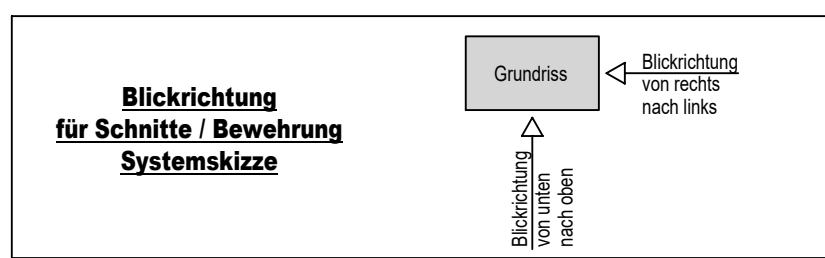 Blickrichtung
für Schnitte / Bewehrung
Systemskizze
Grundriss
Blickrichtung
von rechts
nach links
Blickrichtung
von unten
nach oben